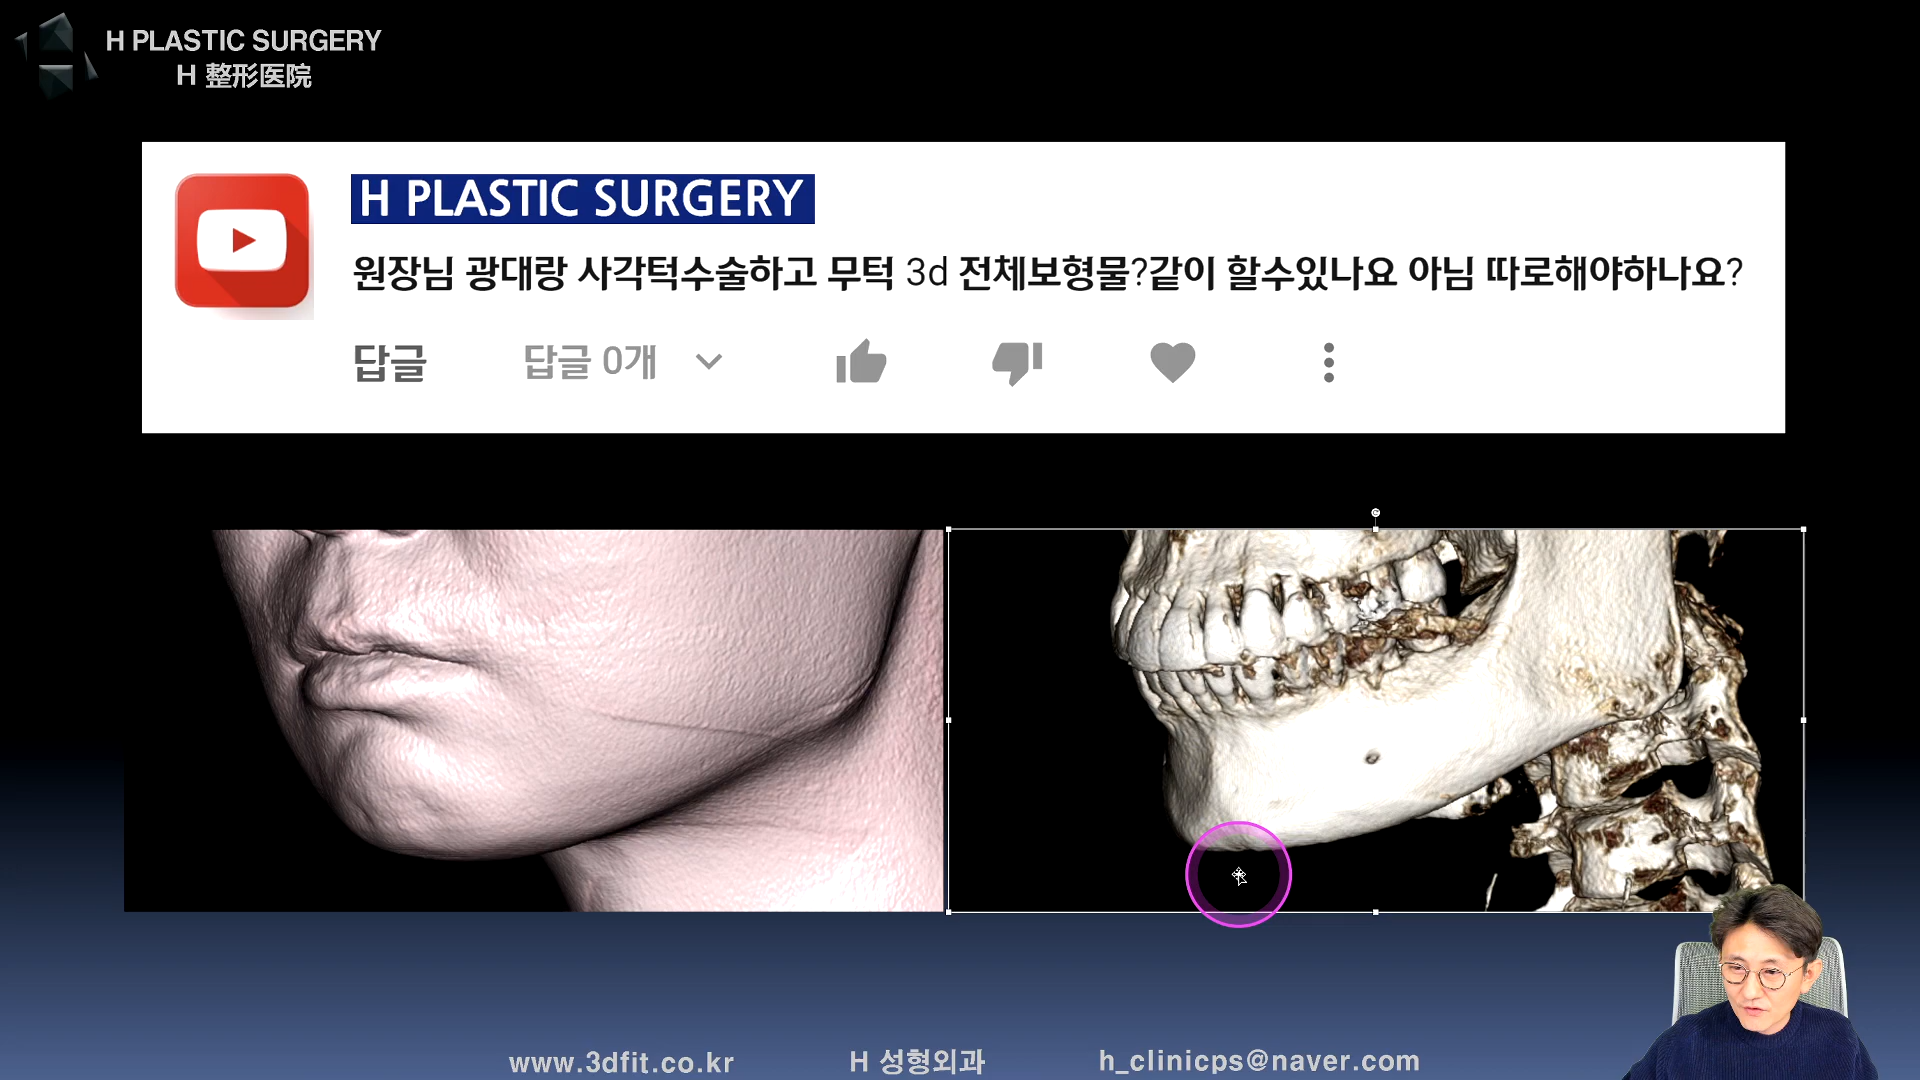 H PLASTIC SURGERY
H 整形医院
H PLASTIC SURGERY
원장님 광대랑 사각턱수술하고 무턱 3d 전체보형물?같이 할수있나요 아님 따로해야하나요?
답글 답글 0개
www.3dfit.co.kr H 성형외과 h_clinicps@naver.com